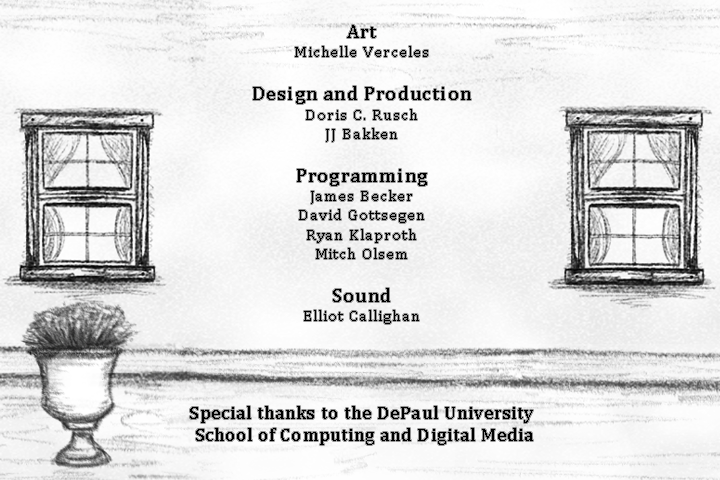 Art
Michelle Verceles
Design and Production
Doris C. Rusch
JJ Bakken
Programming
James Becker
David Gottsegen
Ryan Klaproth
Mitch Olsem
Sound
Elliot Callighan
Special thanks to the DePaul University
School of Computing and Digital Media